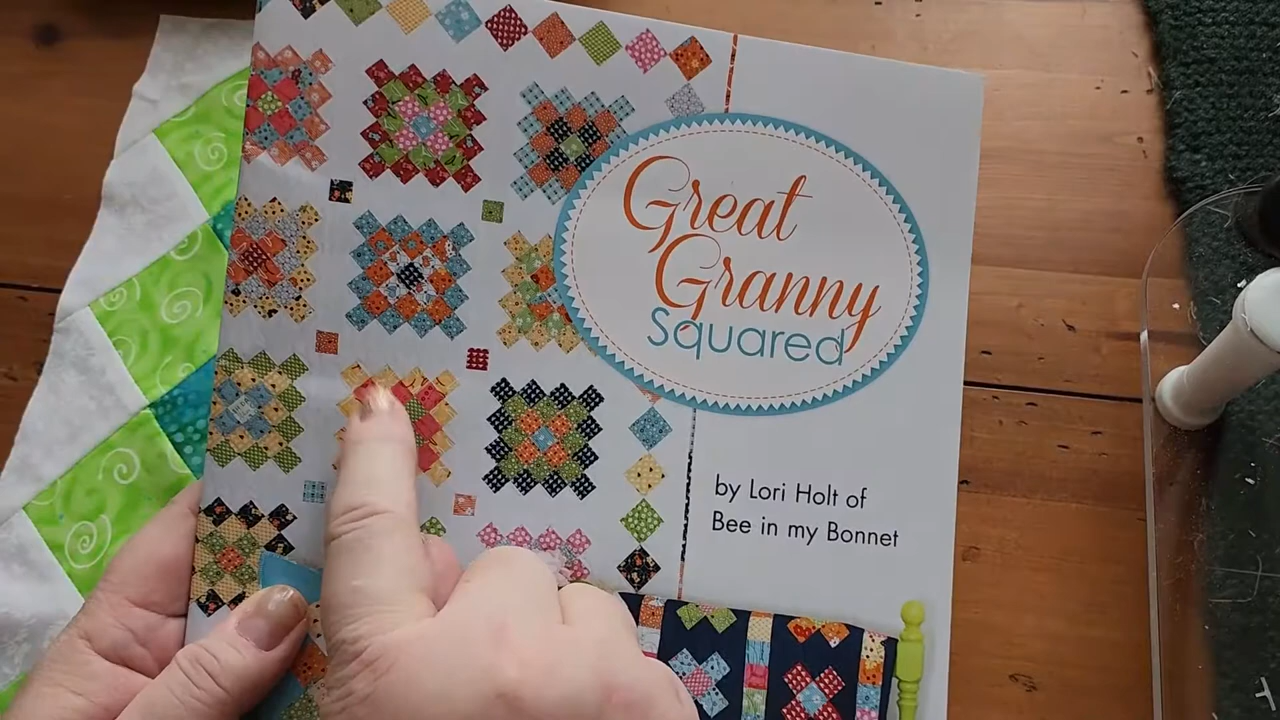 Great
Granny
Squared
by Lori Holt of
Bee in my Bonnet